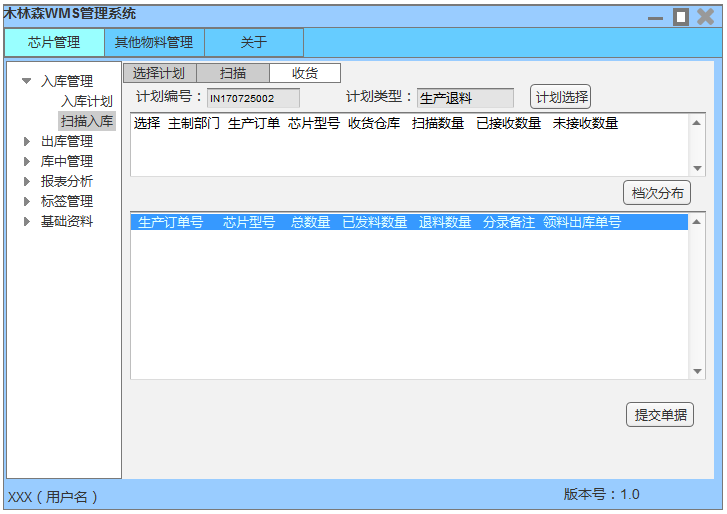 木林森WMS管理系统
芯片管理 其他物料管理 关于
选择计划 扫描 收货
入库管理
入库计划
扫描入库
出库管理
库中管理
报表分析
标签管理
基础资料
计划编号： IN170725002 计划类型： 生产退料 计划选择
选择 主制部门 生产订单 芯片型号 收货仓库 扫描数量 已接收数量 未接收数量
档次分布
生产订单号 芯片型号 总数量 已发料数量 退料数量 分录备注 领料出库单号
提交单据
XXX（用户名） 版本号：1.0